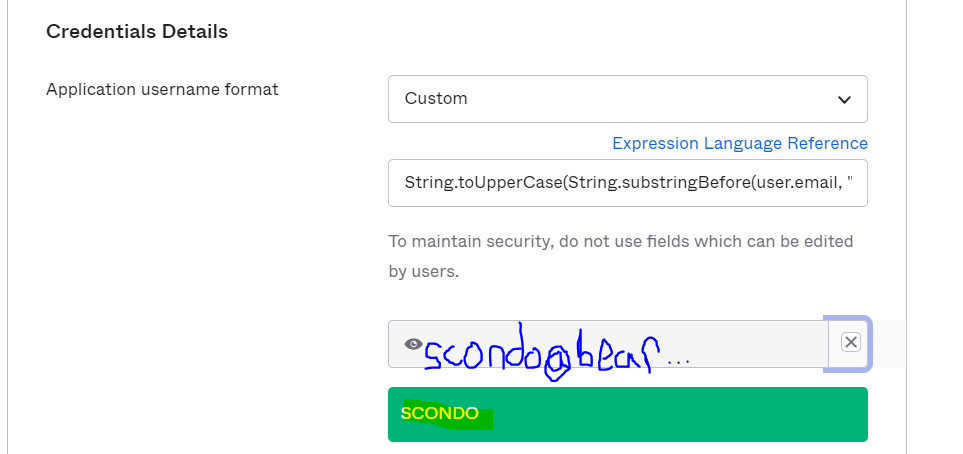 Credentials Details
Application username format
Custom
Expression Language Reference
String.toUpperCase(String.substringBefore(user.email, "
To maintain security, do not use fields which can be edited
by users.
scondo@bear...
SCONDO